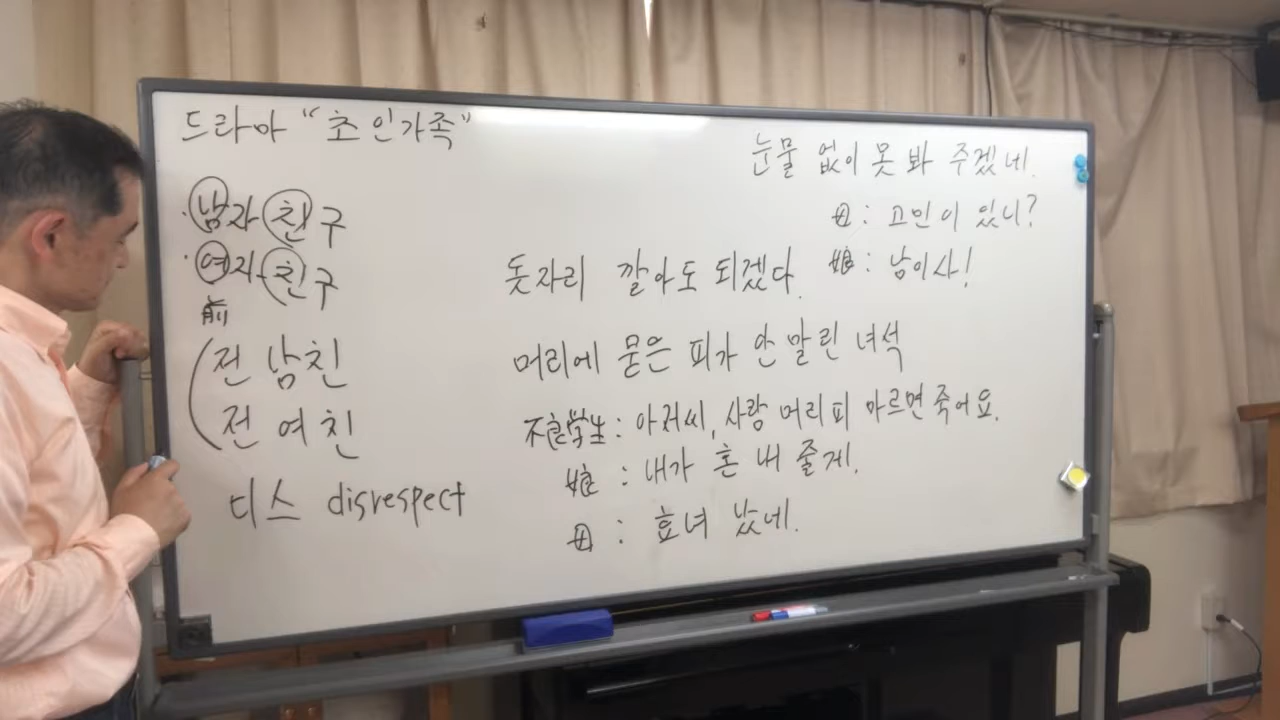 드라마 "초인가족"
· 남자친구
· 여자친구
前
전 남친
전 여친
디스 disrespect
눈물 없이 못 봐 주겠네.
母 : 고민이 있니?
娘 : 남이사!
돗자리 깔아도 되겠다.
머리에 묻은 피가 안 말린 녀석
不良学生 : 아저씨, 사람 머리피 마르면 죽어요.
娘 : 내가 혼내 줄게.
母 : 효녀 났네.